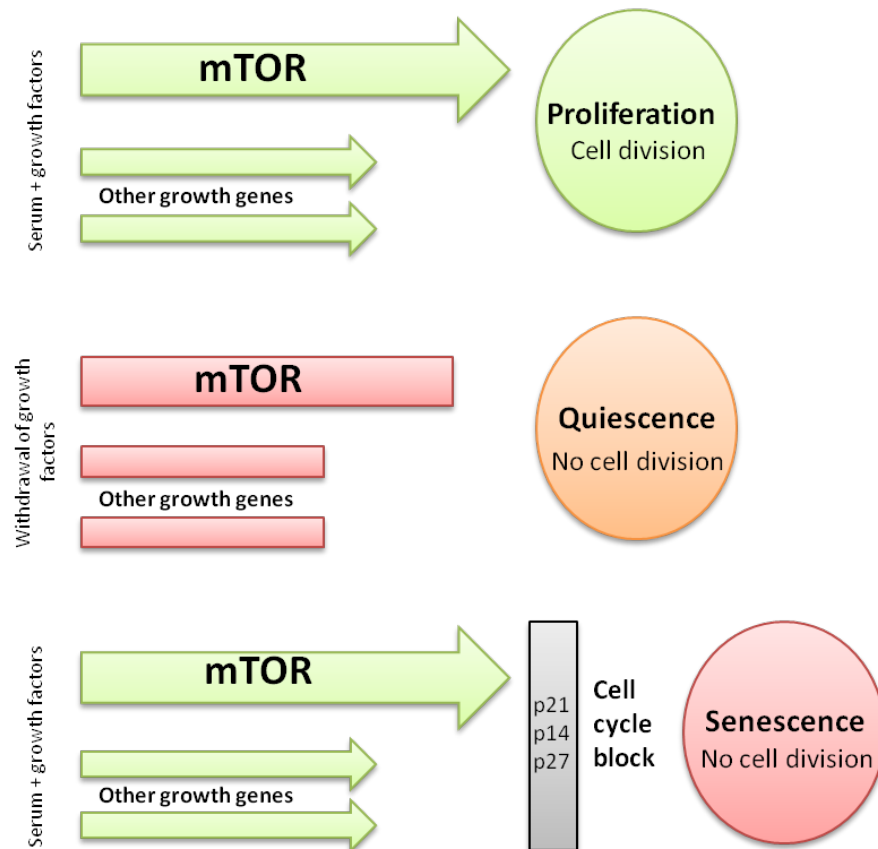 Serum + growth factors
mTOR
Other growth genes
Proliferation
Cell division
Withdrawal of growth
factors
mTOR
Other growth genes
Quiescence
No cell division
Serum + growth factors
mTOR
Other growth genes
p21
p14
p27
Cell
cycle
block
Senescence
No cell division